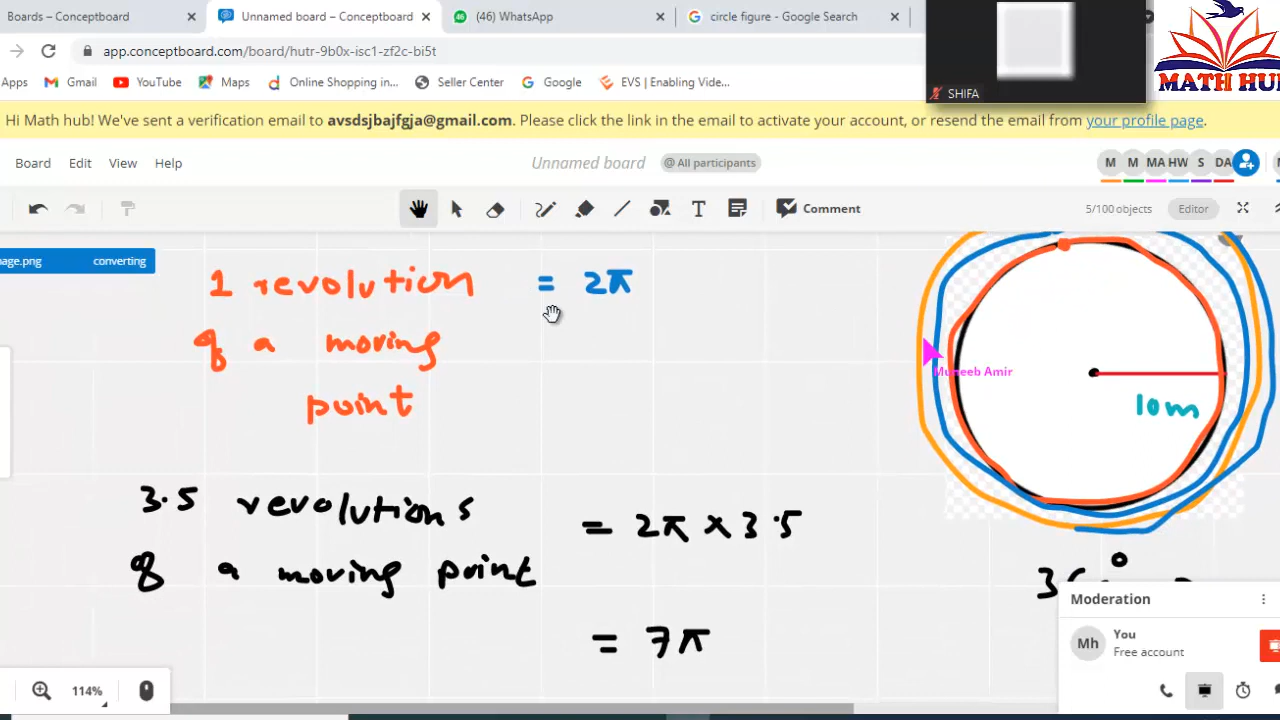 Boards – Conceptboard
Unnamed board – Conceptboard
46
(46) WhatsApp
circle figure - Google Search
app.conceptboard.com/board/hutr-9b0x-isc1-zf2c-bi5t
Apps
Gmail
YouTube
Maps
Online Shopping in...
Seller Center
Google
EVS | Enabling Vide...
SHIFA
MATH HUB
Hi Math hub! We've sent a verification email to avsdsjbajfgja@gmail.com. Please click the link in the email to activate your account, or resend the email from your profile page.
Board
Edit
View
Help
Unnamed board
@ All participants
M
M
MA
HW
S
DA
T
Comment
5/100 objects
Editor
mage.png
converting
1 revolution = 2π
of a moving
point
Muneeb Amir
10m
3.5 revolutions
of a moving point
= 2π × 3.5
= 7π
Moderation
Mh
You
Free account
114%